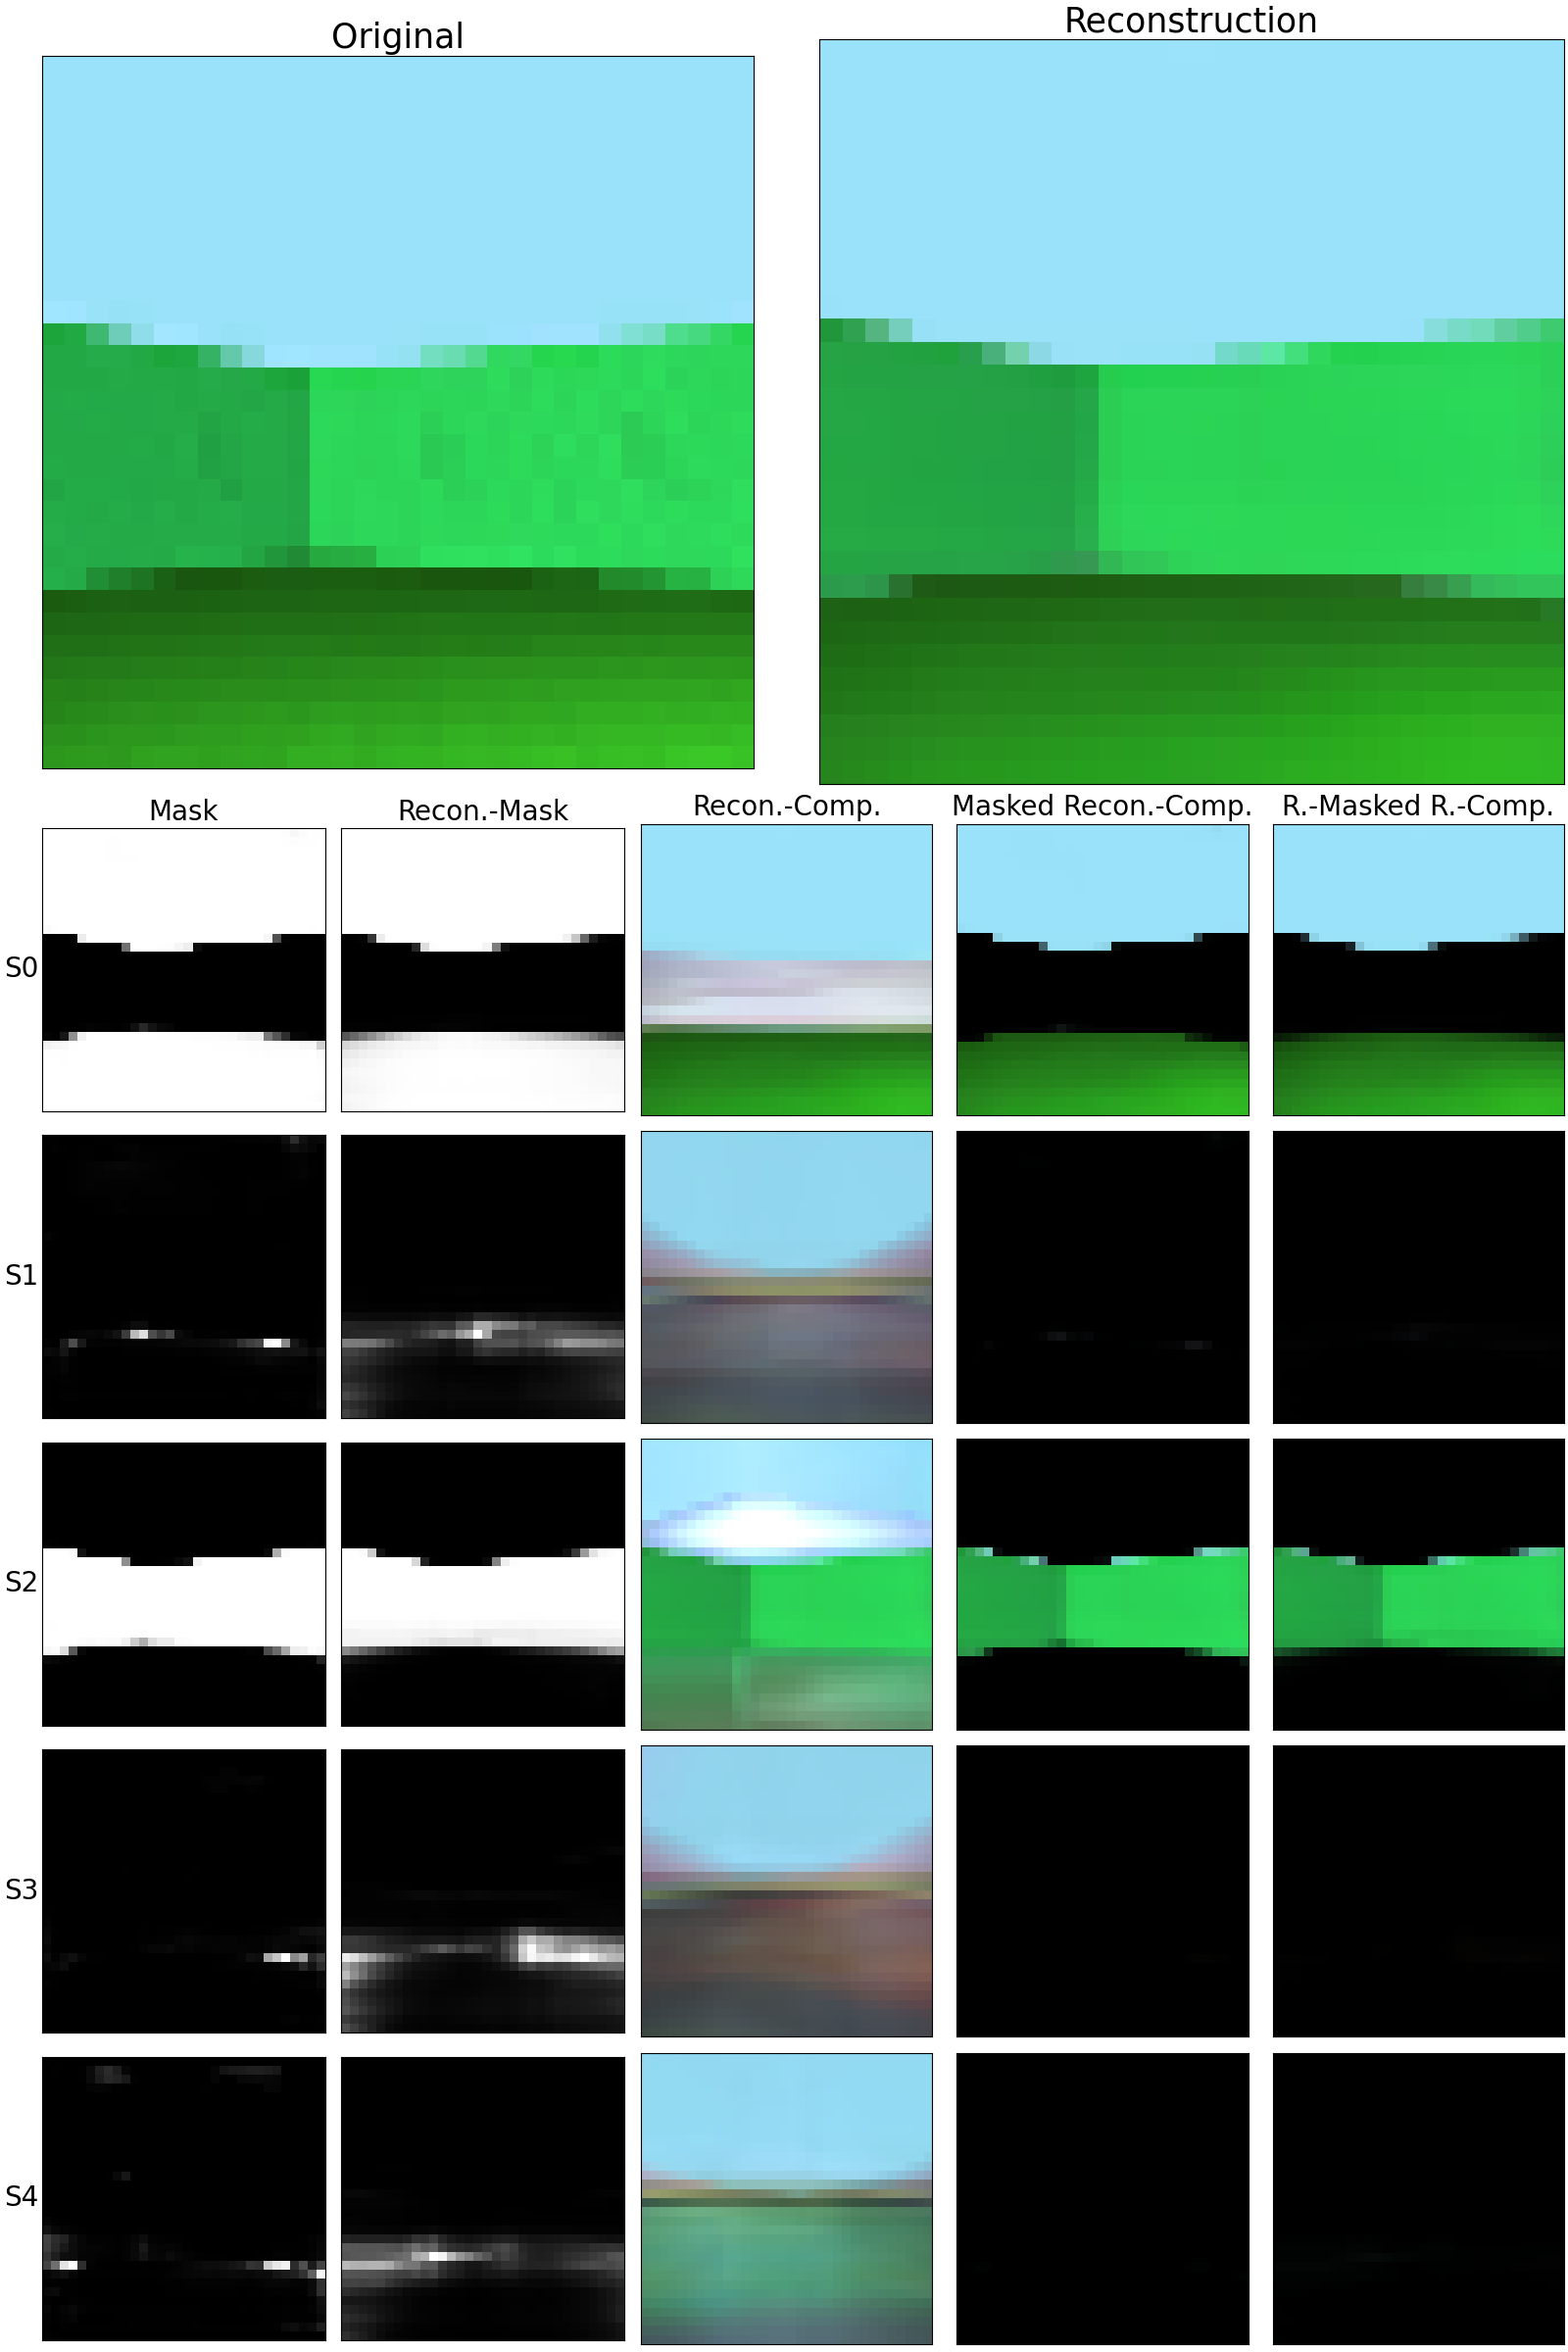 Original
Reconstruction
Mask
Recon.-Mask
Recon.-Comp.
Masked Recon.-Comp.
R.-Masked R.-Comp.
S0
S1
S2
S3
S4